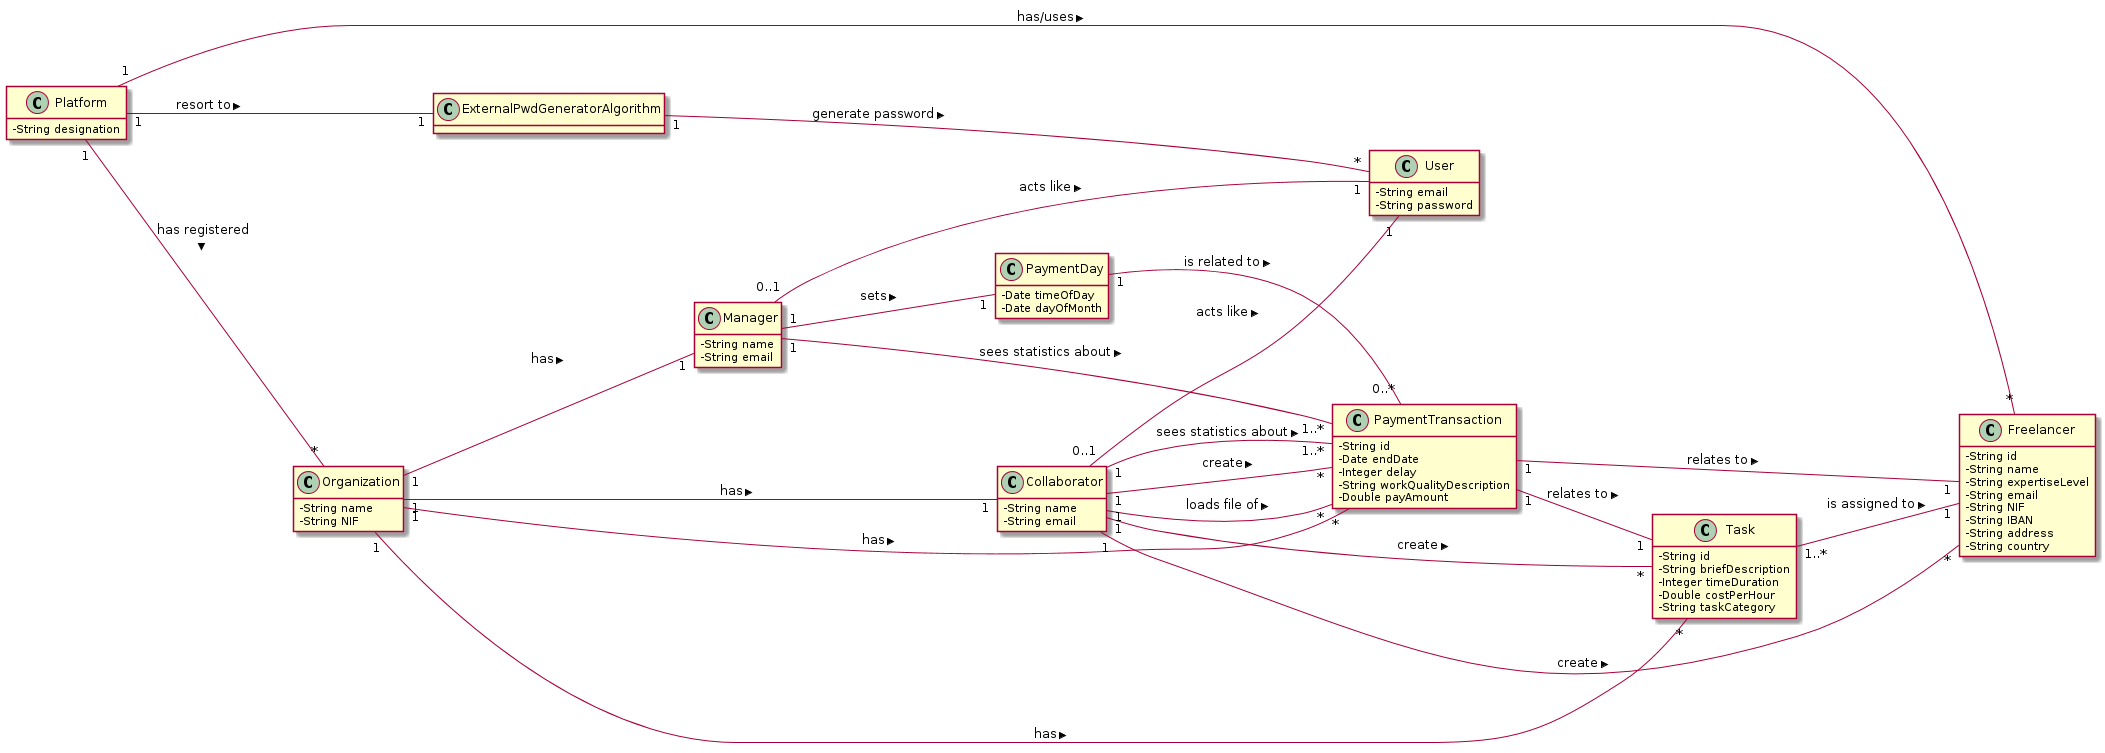 has/uses ▶
1
C Platform
-String designation
resort to ▶
1
1
C ExternalPwdGeneratorAlgorithm
1
generate password ▶
*
C User
-String email
-String password
1
1
1
has registered
▼
*
acts like ▶
0..1
C Manager
-String name
-String email
1
1
1
sets ▶
1
C PaymentDay
-Date timeOfDay
-Date dayOfMonth
1
is related to ▶
0..*
acts like ▶
0..1
sees statistics about ▶
1..*
has ▶
C Organization
-String name
-String NIF
1
1
1
1
has ▶
1
has ▶
*
has ▶
*
C Collaborator
-String name
-String email
1
1
1
1
1
sees statistics about ▶
1..*
create ▶
*
loads file of ▶
*
create ▶
*
create ▶
*
C PaymentTransaction
-String id
-Date endDate
-Integer delay
-String workQualityDescription
-Double payAmount
1
relates to ▶
1
1
relates to ▶
1
C Task
-String id
-String briefDescription
-Integer timeDuration
-Double costPerHour
-String taskCategory
1..*
is assigned to ▶
1
*
C Freelancer
-String id
-String name
-String expertiseLevel
-String email
-String NIF
-String IBAN
-String address
-String country